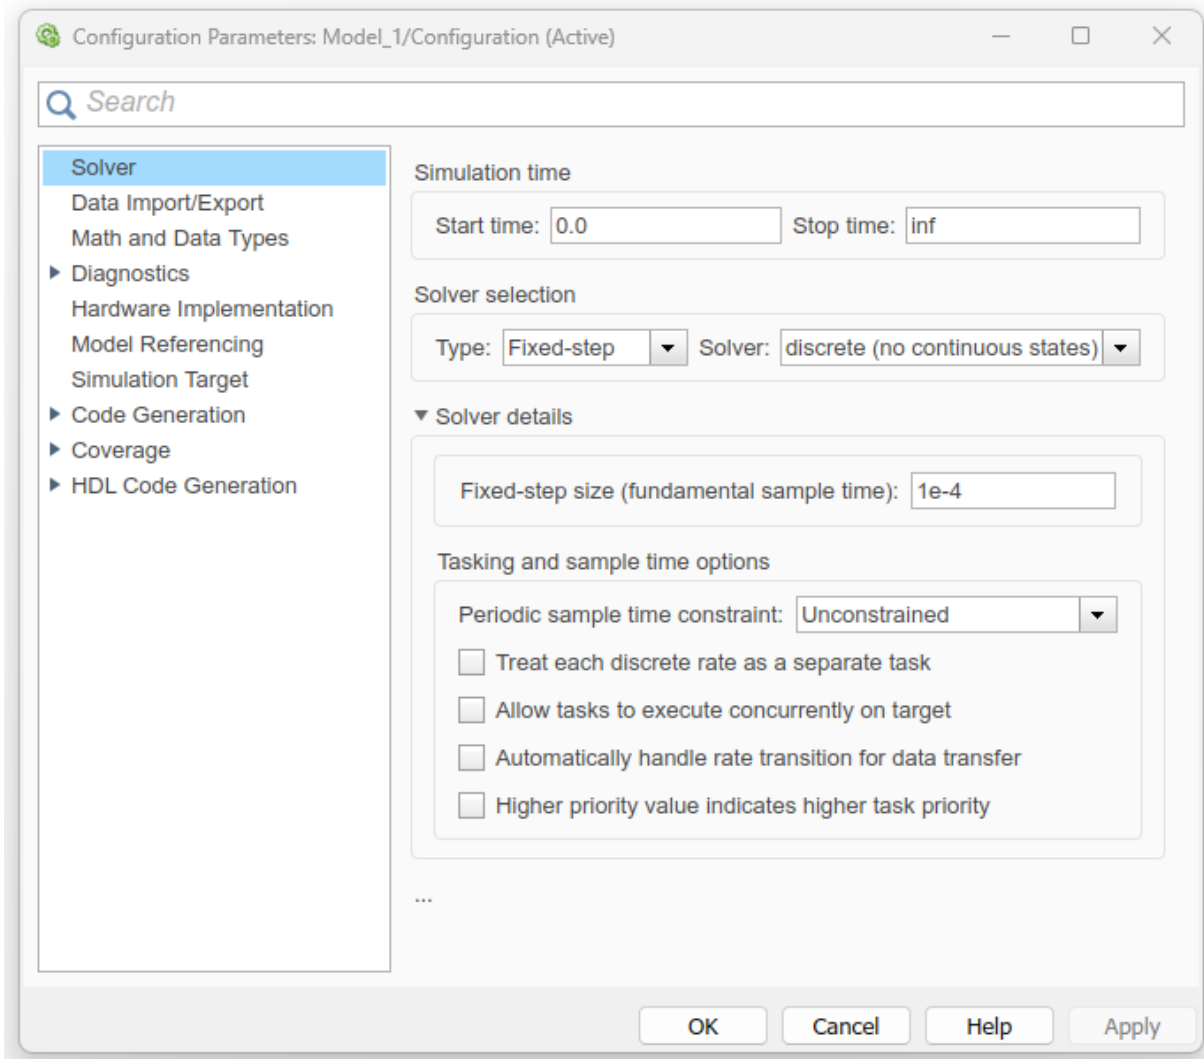 Configuration Parameters: Model_1/Configuration (Active)
Search
Solver
Data Import/Export
Math and Data Types
Diagnostics
Hardware Implementation
Model Referencing
Simulation Target
Code Generation
Coverage
HDL Code Generation
Simulation time
Start time: 0.0 Stop time: inf
Solver selection
Type: Fixed-step Solver: discrete (no continuous states)
Solver details
Fixed-step size (fundamental sample time): 1e-4
Tasking and sample time options
Periodic sample time constraint: Unconstrained
Treat each discrete rate as a separate task
Allow tasks to execute concurrently on target
Automatically handle rate transition for data transfer
Higher priority value indicates higher task priority
...
OK Cancel Help Apply